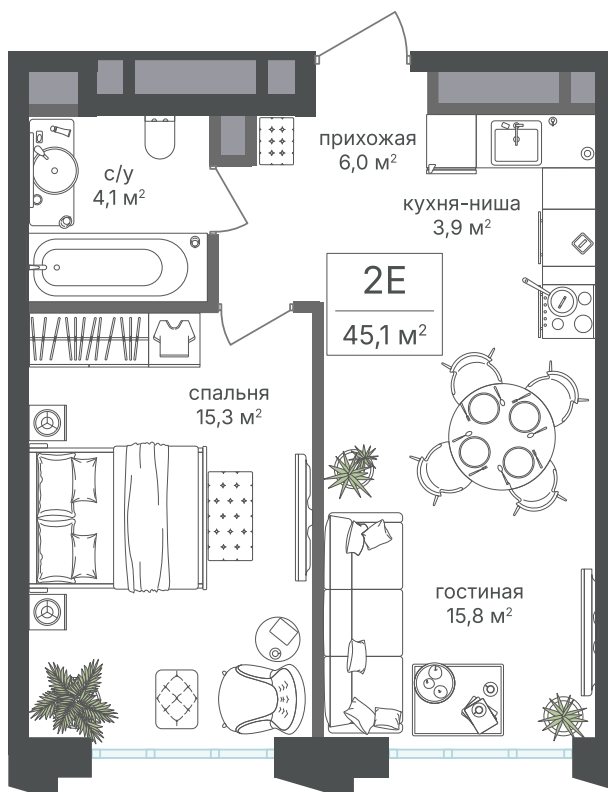 прихожая
6,0 м²
с/у
4,1 м²
кухня-ниша
3,9 м²
2Е
45,1 м²
спальня
15,3 м²
гостиная
15,8 м²